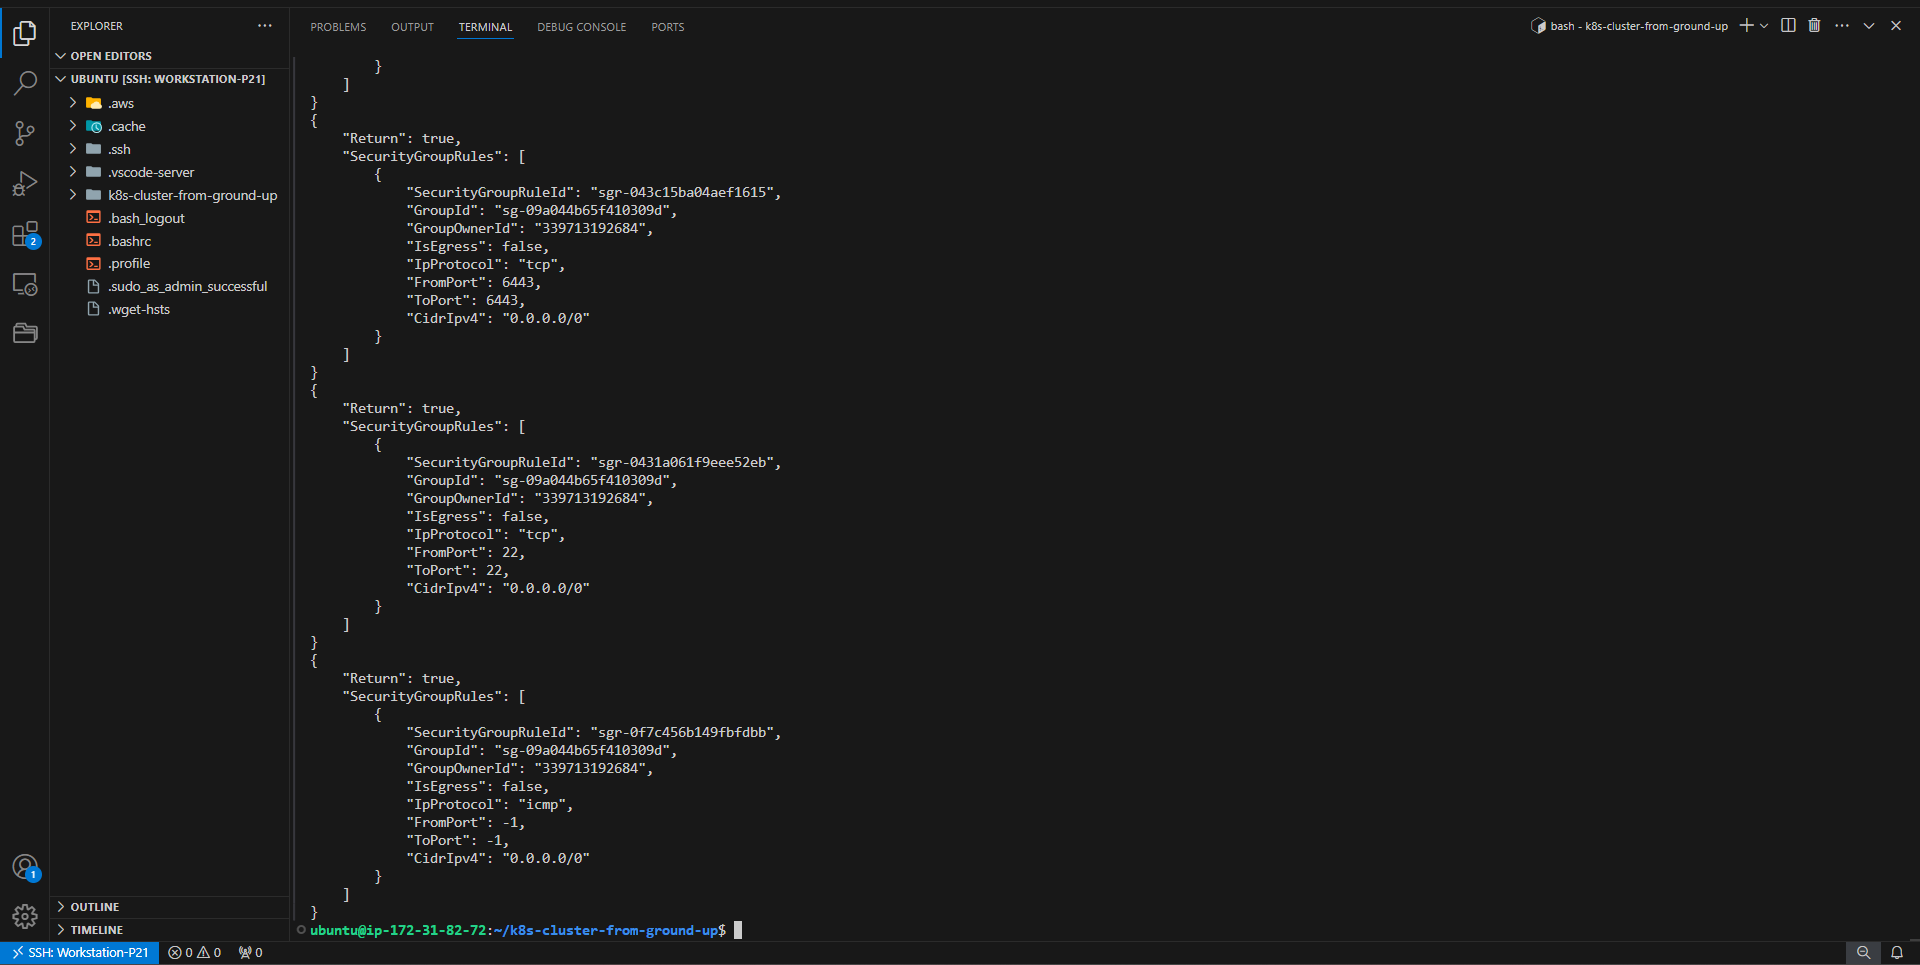 EXPLORER
OPEN EDITORS
UBUNTU [SSH: WORKSTATION-P21]
.aws
.cache
.ssh
.vscode-server
k8s-cluster-from-ground-up
.bash_logout
.bashrc
.profile
.sudo_as_admin_successful
.wget-hsts
OUTLINE
TIMELINE
2
1
PROBLEMS OUTPUT TERMINAL DEBUG CONSOLE PORTS
bash - k8s-cluster-from-ground-up
}
]
}
{
"Return": true,
"SecurityGroupRules": [
{
"SecurityGroupRuleId": "sgr-043c15ba04aef1615",
"GroupId": "sg-09a044b65f410309d",
"GroupOwnerId": "339713192684",
"IsEgress": false,
"IpProtocol": "tcp",
"FromPort": 6443,
"ToPort": 6443,
"CidrIpv4": "0.0.0.0/0"
}
]
}
{
"Return": true,
"SecurityGroupRules": [
{
"SecurityGroupRuleId": "sgr-0431a061f9eee52eb",
"GroupId": "sg-09a044b65f410309d",
"GroupOwnerId": "339713192684",
"IsEgress": false,
"IpProtocol": "tcp",
"FromPort": 22,
"ToPort": 22,
"CidrIpv4": "0.0.0.0/0"
}
]
}
{
"Return": true,
"SecurityGroupRules": [
{
"SecurityGroupRuleId": "sgr-0f7c456b149fbfdbb",
"GroupId": "sg-09a044b65f410309d",
"GroupOwnerId": "339713192684",
"IsEgress": false,
"IpProtocol": "icmp",
"FromPort": -1,
"ToPort": -1,
"CidrIpv4": "0.0.0.0/0"
}
]
}
ubuntu@ip-172-31-82-72:~/k8s-cluster-from-ground-up$
SSH: Workstation-P21 0 0 0